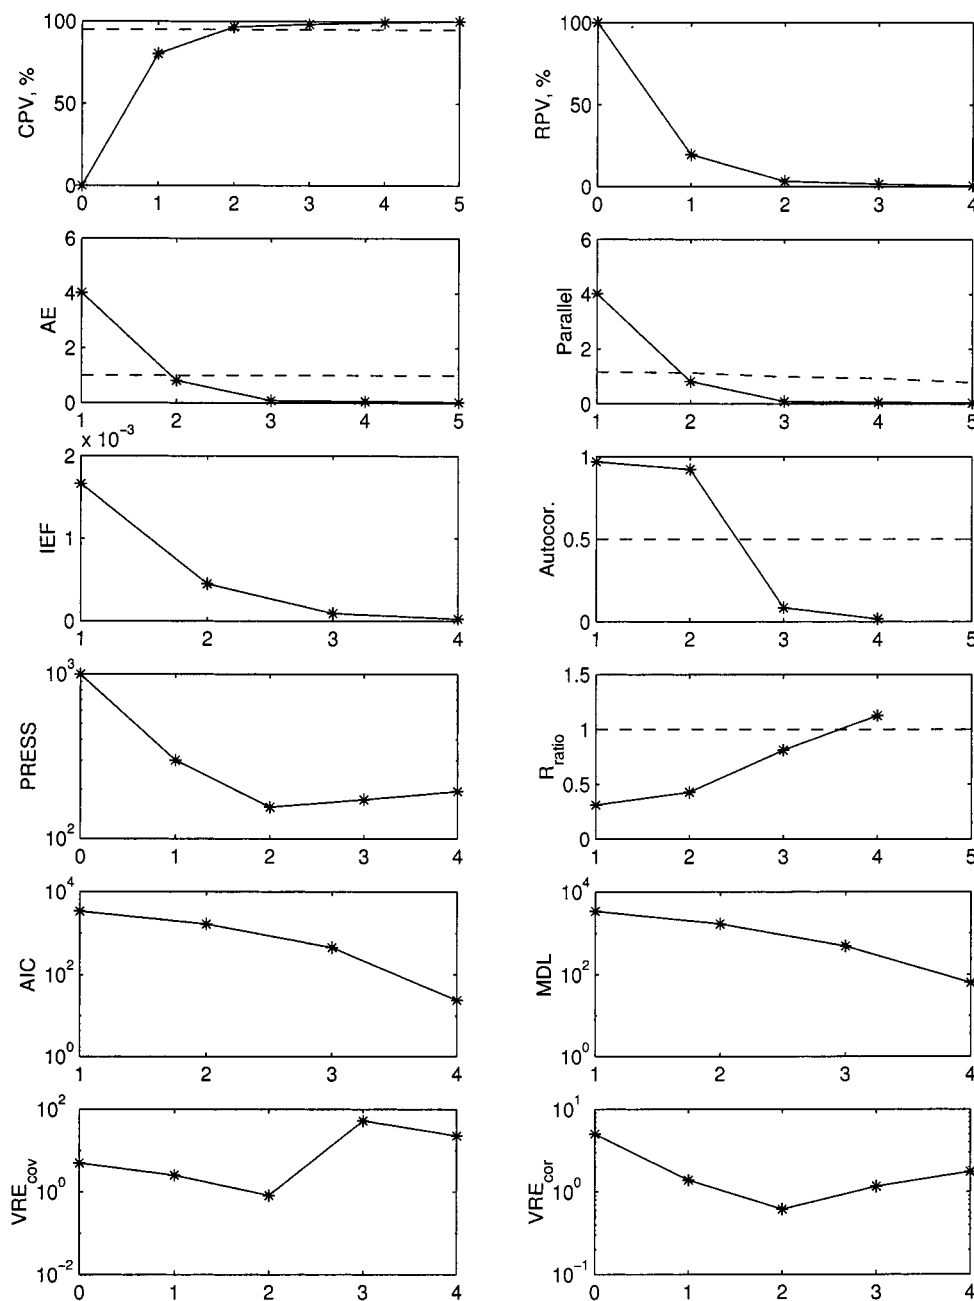 CPV, %
100
50
0
0 1 2 3 4 5
RPV, %
100
50
0
0 1 2 3 4
AE
6
4
2
0
1 2 3 4 5
Parallel
6
4
2
0
1 2 3 4 5
IEF
x 10^-3
2
1
0
1 2 3 4
Autocor.
1
0.5
0
1 2 3 4 5
PRESS
10^3
10^2
0 1 2 3 4
R_ratio
1.5
1
0.5
0
1 2 3 4 5
AIC
10^4
10^2
10^0
1 2 3 4
MDL
10^4
10^2
10^0
1 2 3 4
VRE_cov
10^2
10^0
10^-2
0 1 2 3 4
VRE_cor
10^1
10^0
10^-1
0 1 2 3 4